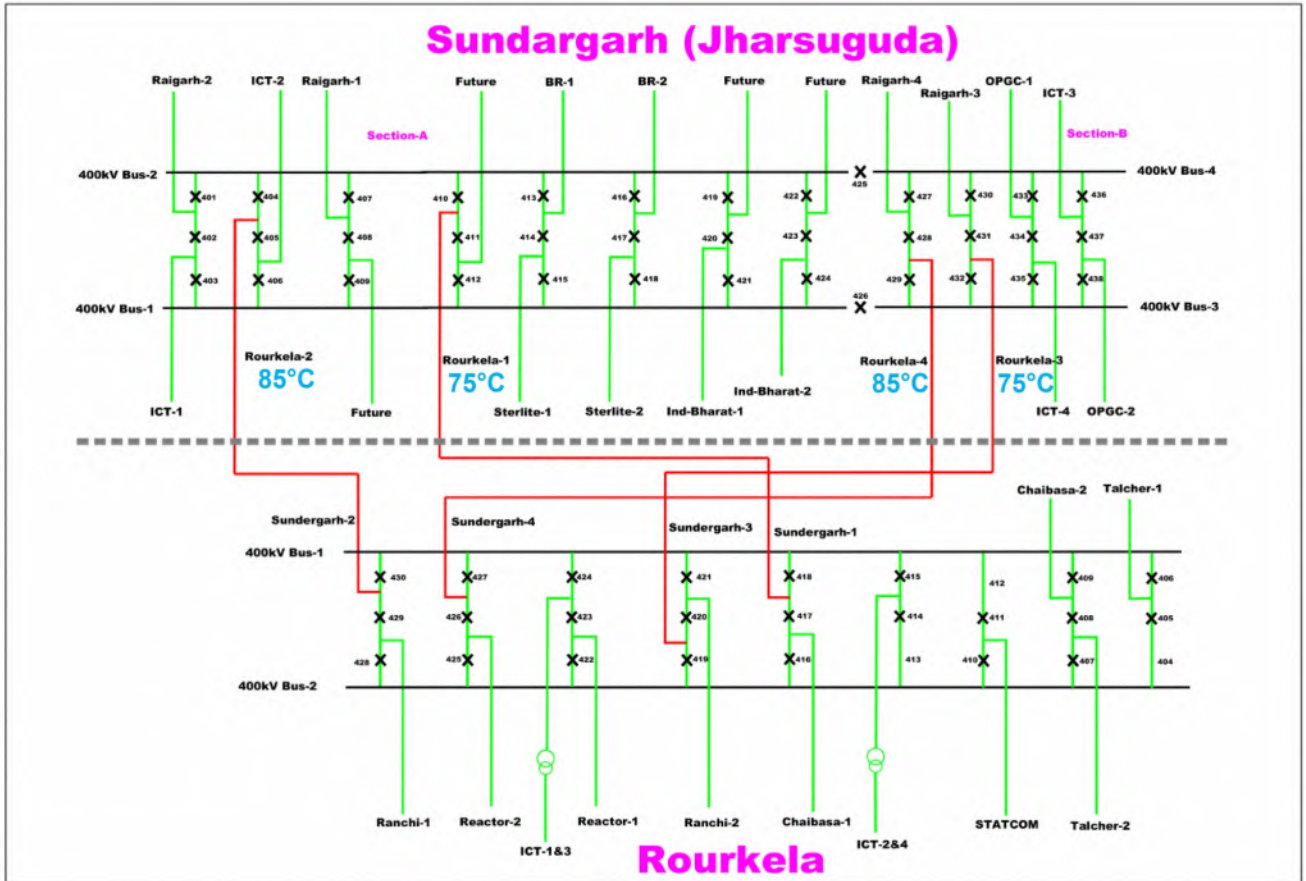 Sundargarh (Jharsuguda)
Raigarh-2
ICT-2
Raigarh-1
Future
BR-1
BR-2
Future
Future
Raigarh-4
Raigarh-3
OPGC-1
ICT-3
Section-A
Section-B
400kV Bus-2
400kV Bus-4
425
401
404
407
410
413
416
419
422
427
430
433
436
402
405
408
411
414
417
420
423
428
431
434
437
403
406
409
412
415
418
421
424
429
432
435
438
400kV Bus-1
426
400kV Bus-3
Rourkela-2
85°C
Rourkela-1
75°C
Rourkela-4
85°C
Rourkela-3
75°C
ICT-1
Future
Sterlite-1
Sterlite-2
Ind-Bharat-1
Ind-Bharat-2
ICT-4
OPGC-2
Sundergarh-2
Sundergarh-4
Sundergarh-3
Sundergarh-1
Chaibasa-2
Talcher-1
400kV Bus-1
430
427
424
421
418
415
412
409
406
429
426
423
420
417
414
411
408
405
428
425
422
419
416
413
410
407
404
400kV Bus-2
Ranchi-1
Reactor-2
ICT-1&3
Reactor-1
Ranchi-2
Chaibasa-1
ICT-2&4
STATCOM
Talcher-2
Rourkela